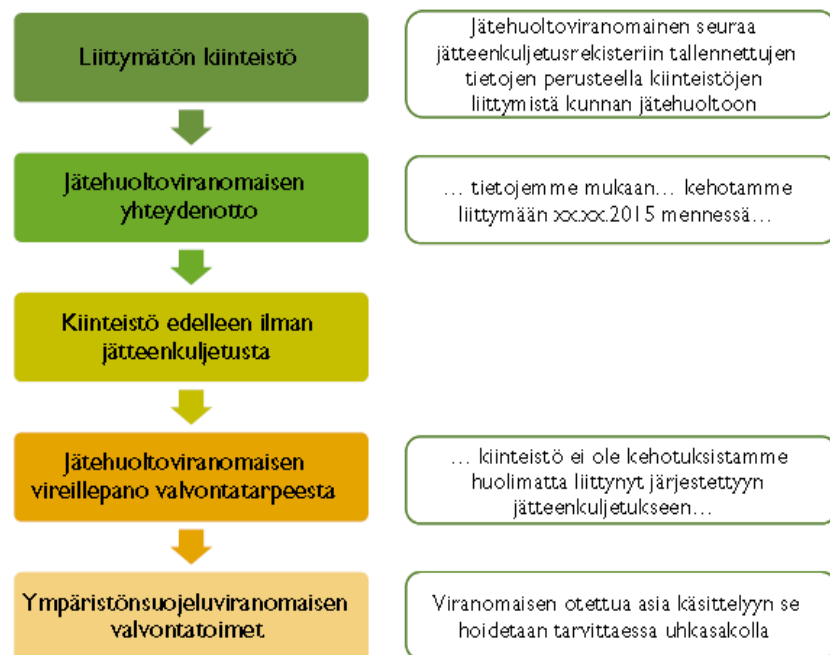 Liittymätön kiinteistö
Jätehuoltoviranomainen seuraa
jätteenkuljetusrekisteriin tallennettujen
tietojen perusteella kiinteistöjen
liittymistä kunnan jätehuoltoon
Jätehuoltoviranomaisen
yhteydenotto
… tietojemme mukaan… kehotamme
liittymään xx.xx.2015 mennessä…
Kiinteistö edelleen ilman
jätteenkuljetusta
Jätehuoltoviranomaisen
vireillepano valvontatarpeesta
… kiinteistö ei ole kehotuksistamme
huolimatta liittynyt järjestettyyn
jätteenkuljetukseen…
Ympäristönsuojeluviranomaisen
valvontatoimet
Viranomaisen otettua asia käsittelyyn se
hoidetaan tarvittaessa uhkasakolla